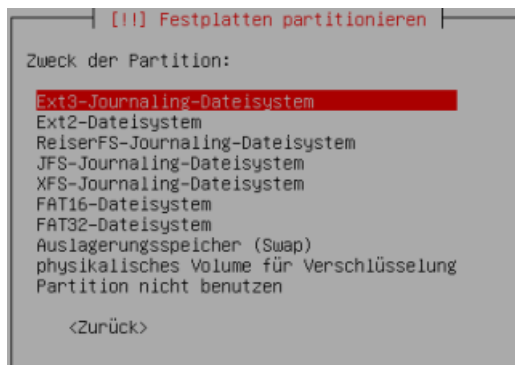 [!!] Festplatten partitionieren
Zweck der Partition:
Ext3-Journaling-Dateisystem
Ext2-Dateisystem
ReiserFS-Journaling-Dateisystem
JFS-Journaling-Dateisystem
XFS-Journaling-Dateisystem
FAT16-Dateisystem
FAT32-Dateisystem
Auslagerungsspeicher (Swap)
physikalisches Volume für Verschlüsselung
Partition nicht benutzen
<Zurück>